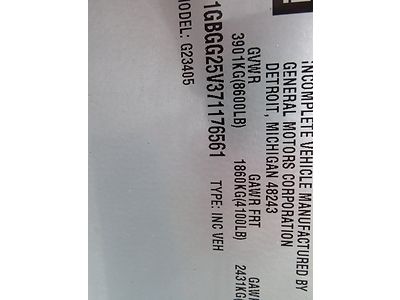 INCOMPLETE VEHICLE MANUFACTURED BY
GENERAL MOTORS CORPORATION
DETROIT, MICHIGAN 48243
GVWR GAWR FRT
3901KG(8600LB) 1860KG(4100LB) 2431KG
1GBGG25V371176561 TYPE: INC VEH
MODEL: G23405